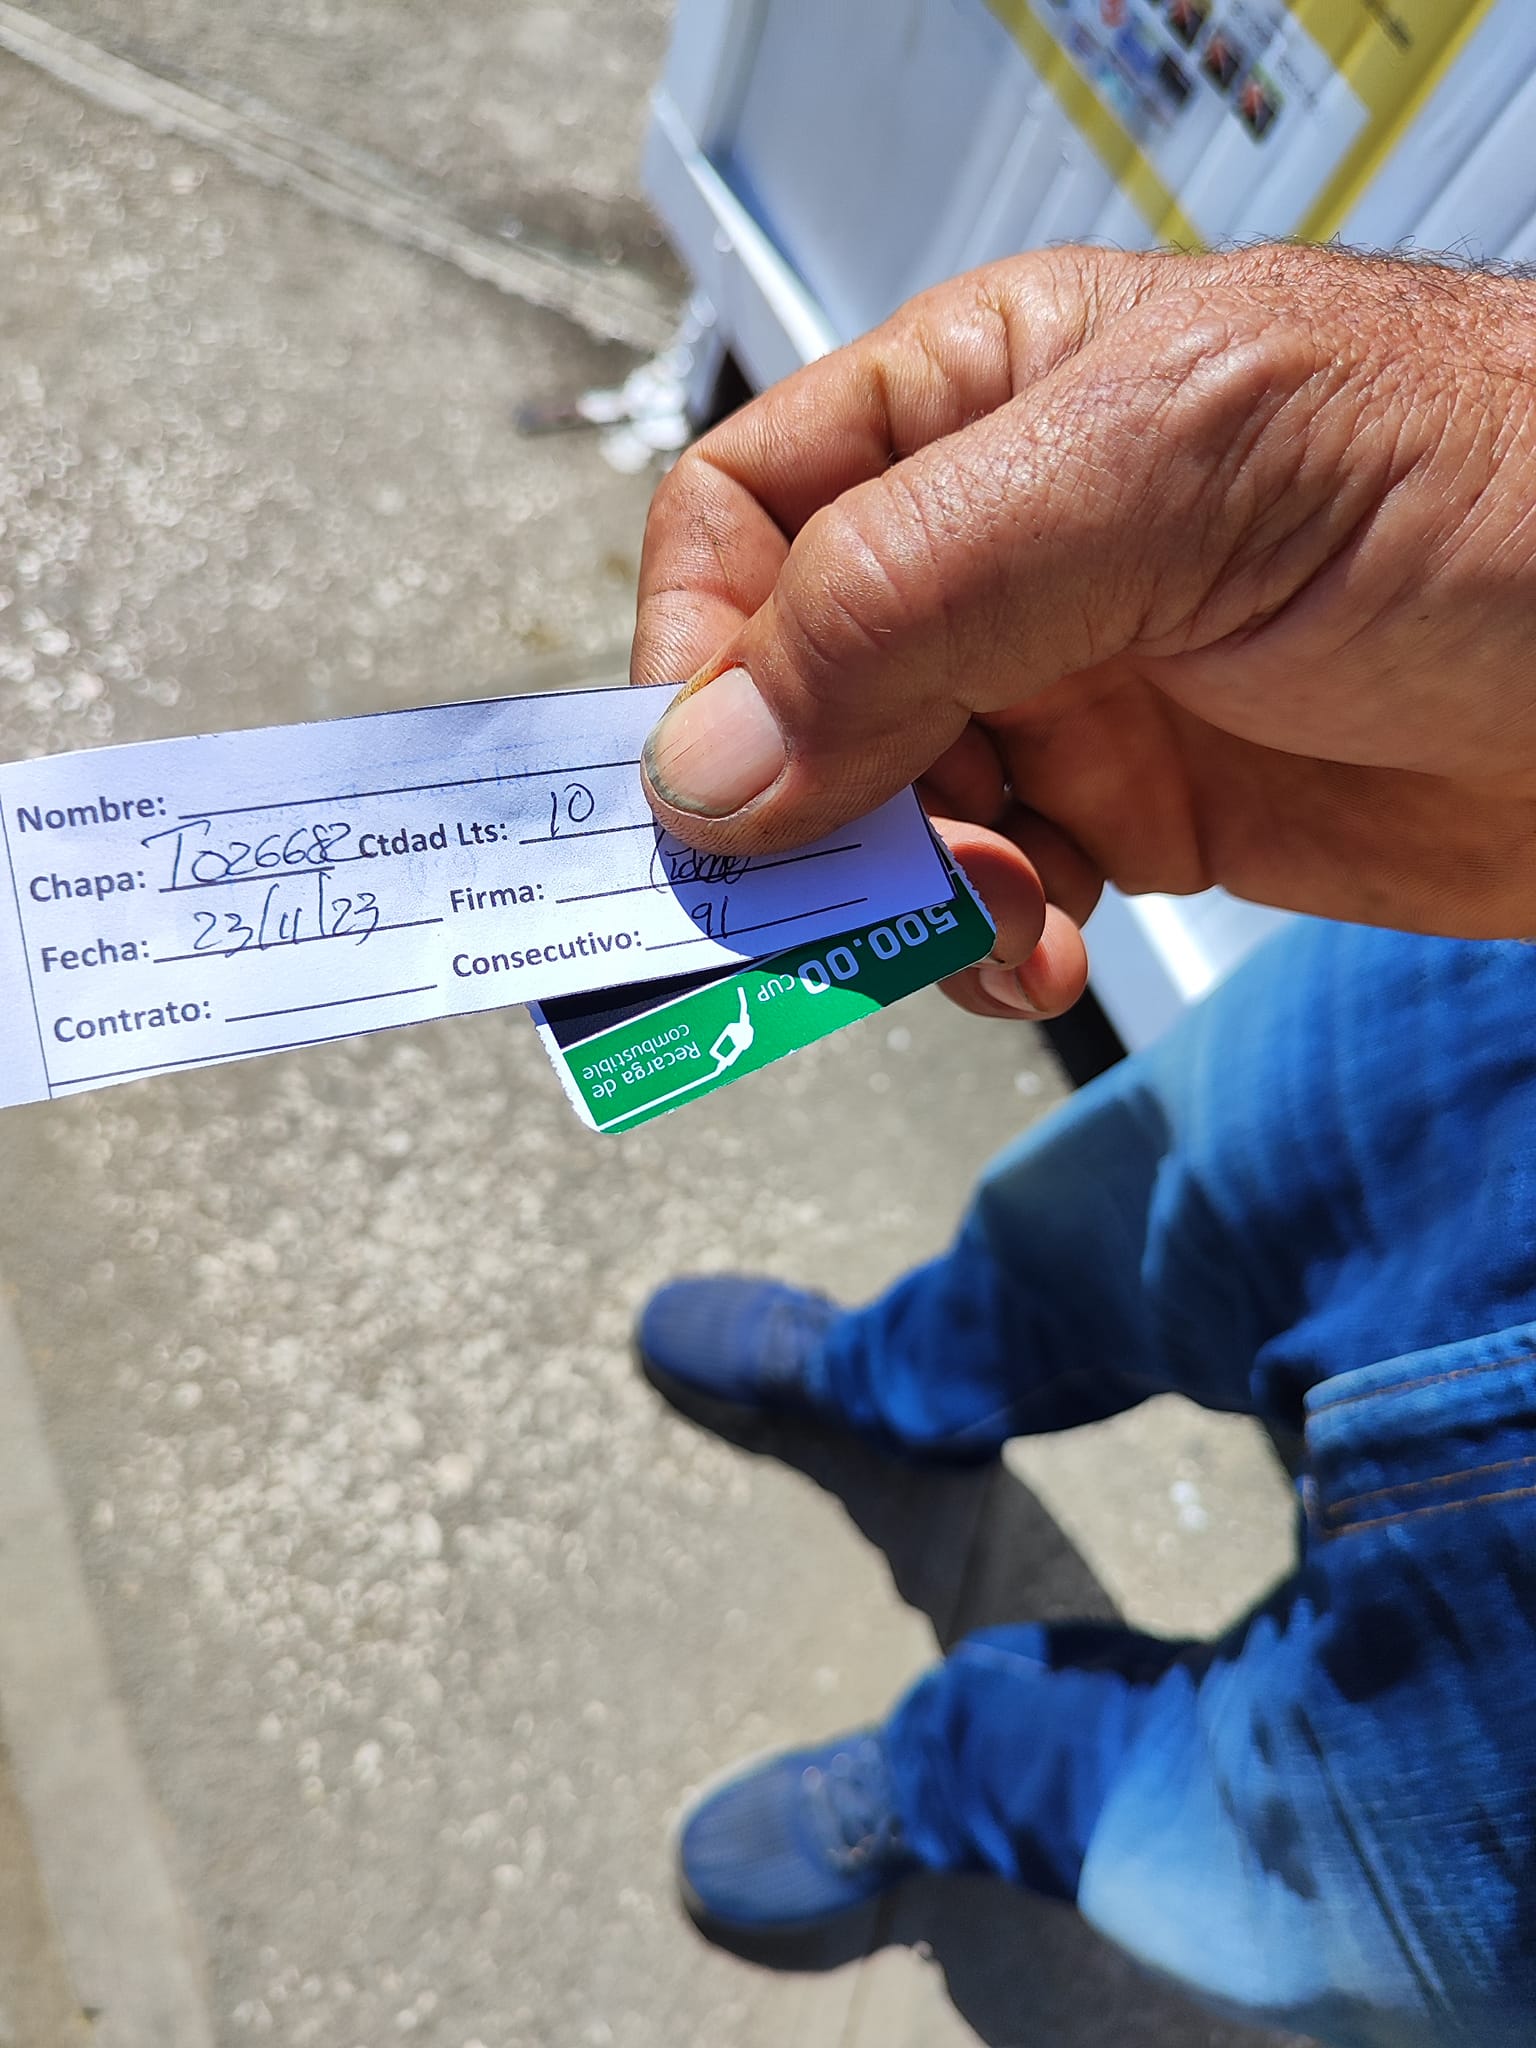 Nombre:
Chapa: T026682 Ctdad Lts: 10
Fecha: 23/11/23 Firma:
Contrato: Consecutivo: 91
500.00 CUP
Recarga de
combustible